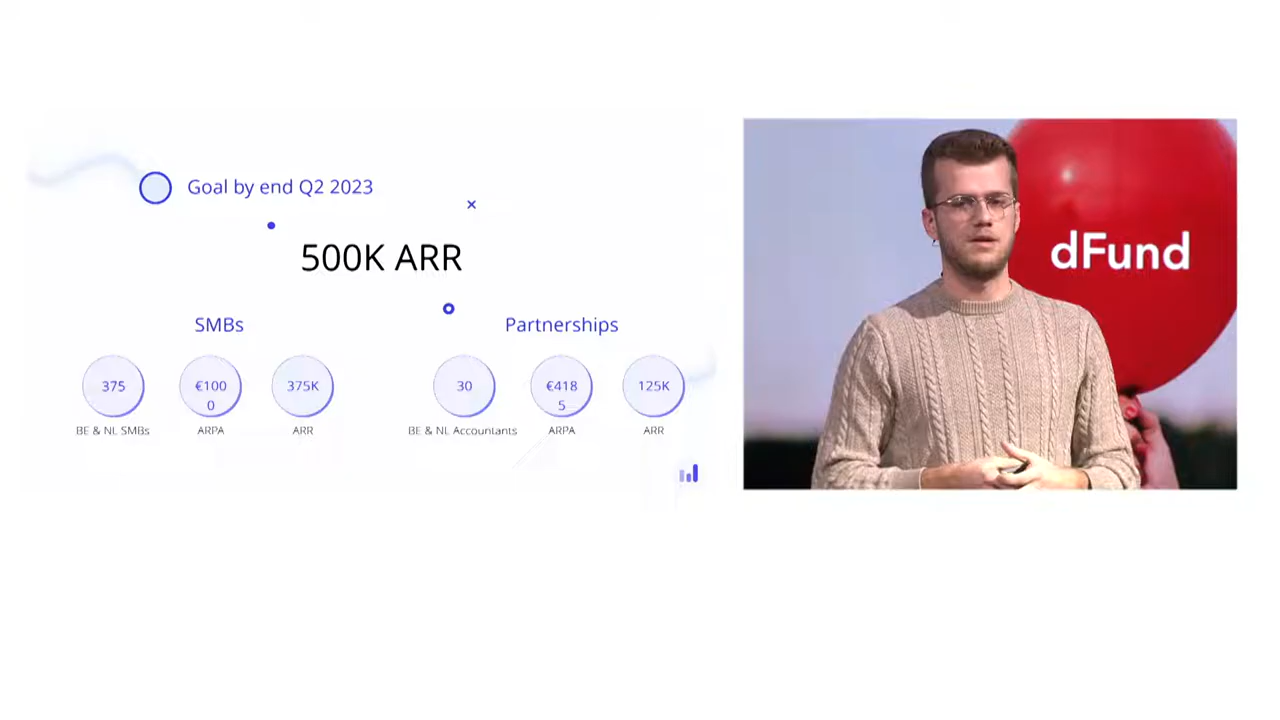 Goal by end Q2 2023
500K ARR
SMBs
Partnerships
375
€100
0
375K
30
€418
5
125K
BE & NL SMBs
ARPA
ARR
BE & NL Accountants
ARPA
ARR
dFund